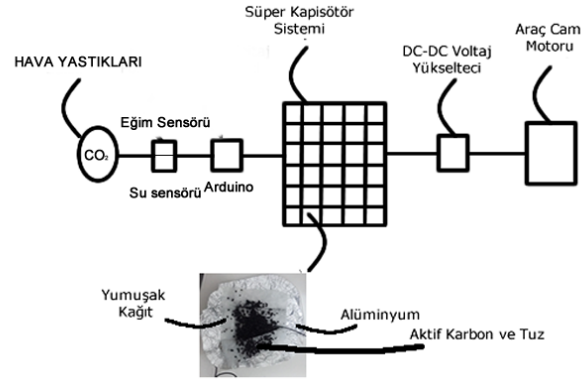 Süper Kapisötör
Sistemi
Araç Cam
Motoru
DC-DC Voltaj
Yükselteci
HAVA YASTIKLARI
Eğim Sensörü
CO₂
Su sensörü
Arduino
Yumuşak
Kağıt
Alüminyum
Aktif Karbon ve Tuz